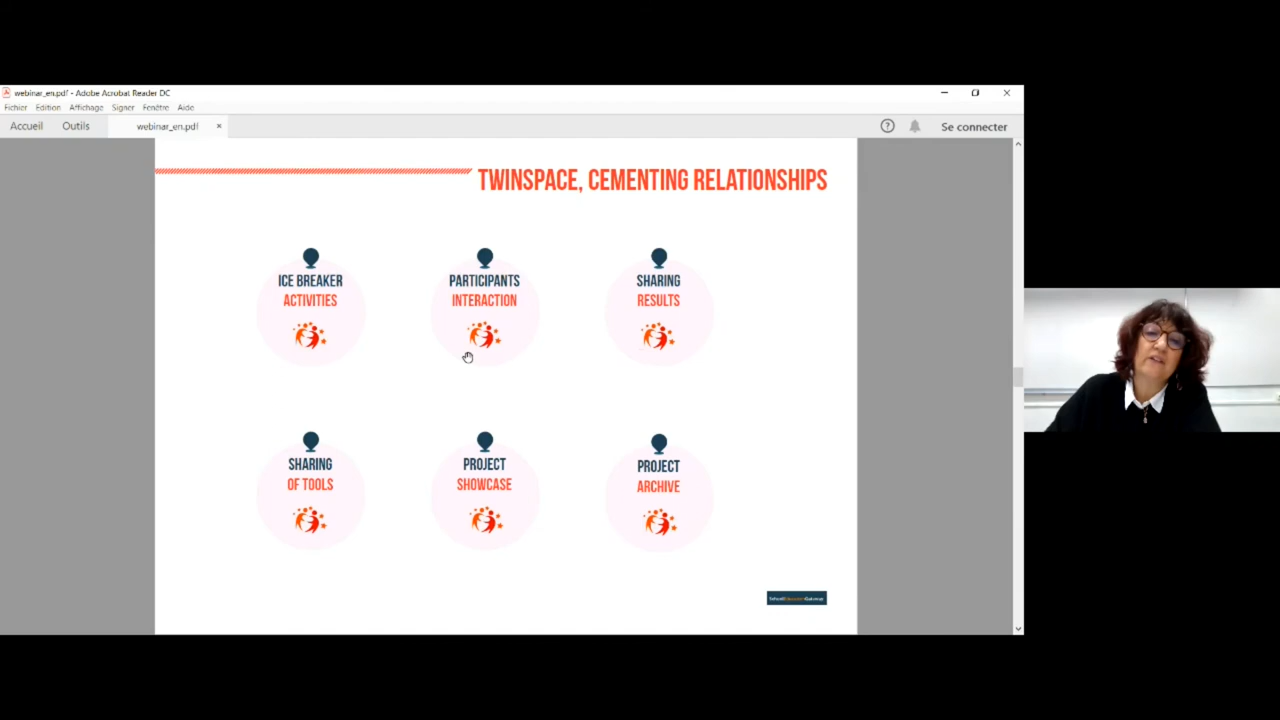 webinar_en.pdf - Adobe Acrobat Reader DC
Fichier Edition Affichage Signer Fenêtre Aide
Accueil Outils webinar_en.pdf × ? Se connecter
TWINSPACE, CEMENTING RELATIONSHIPS
ICE BREAKER
ACTIVITIES
PARTICIPANTS
INTERACTION
SHARING
RESULTS
SHARING
OF TOOLS
PROJECT
SHOWCASE
PROJECT
ARCHIVE
SchoolEducationGateway